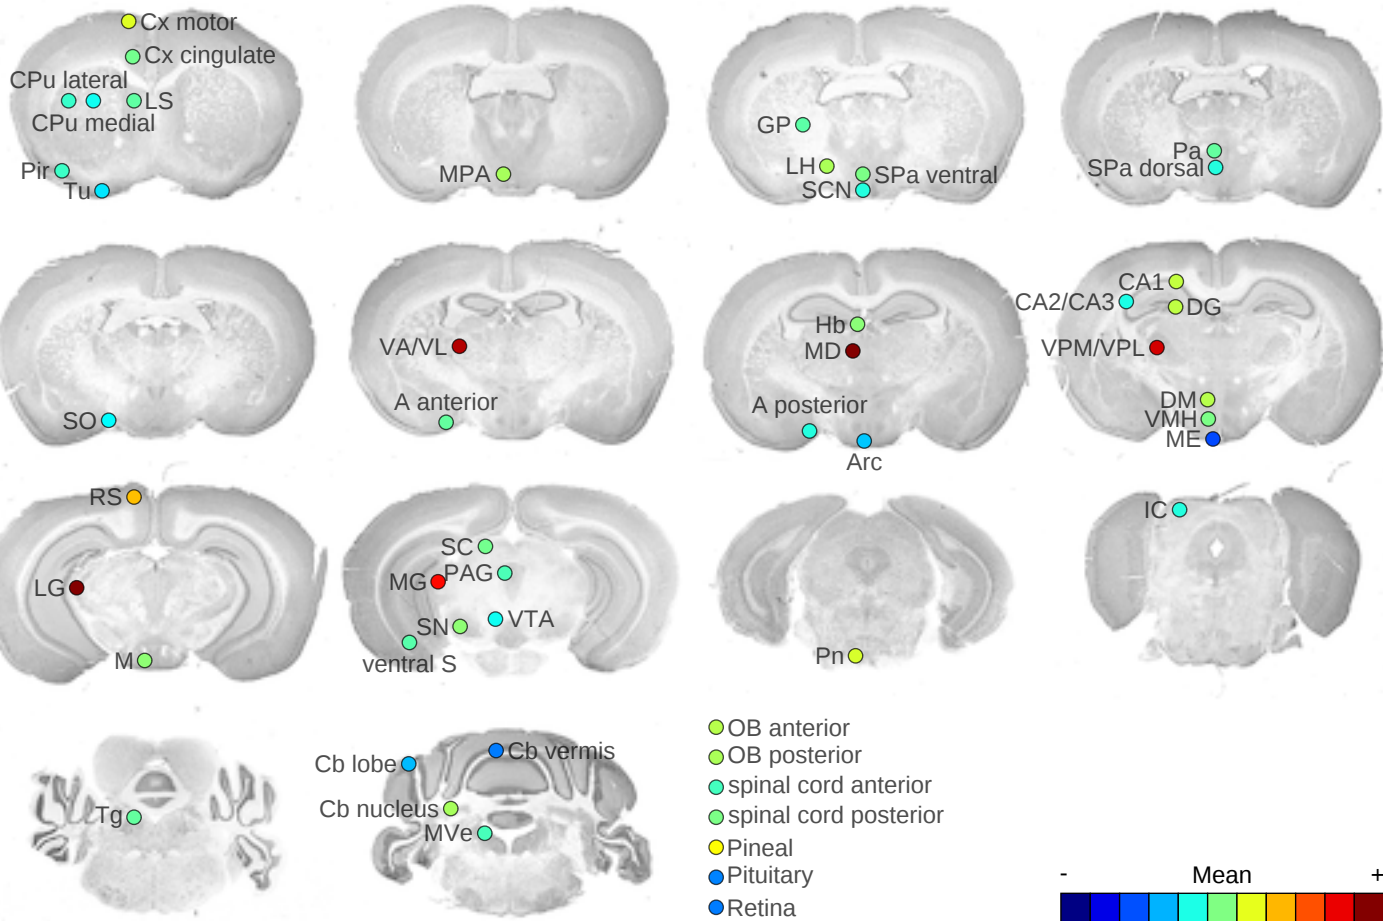 Cx motor
Cx cingulate
CPu lateral
LS
CPu medial
Pir
Tu
MPA
GP
LH
SPa ventral
SCN
Pa
SPa dorsal
SO
VA/VL
A anterior
Hb
MD
A posterior
Arc
CA1
CA2/CA3
DG
VPM/VPL
DM
VMH
ME
RS
LG
M
SC
MG
PAG
SN
VTA
ventral S
Pn
IC
Tg
Cb lobe
Cb vermis
Cb nucleus
MVe
OB anterior
OB posterior
spinal cord anterior
spinal cord posterior
Pineal
Pituitary
Retina
- Mean +